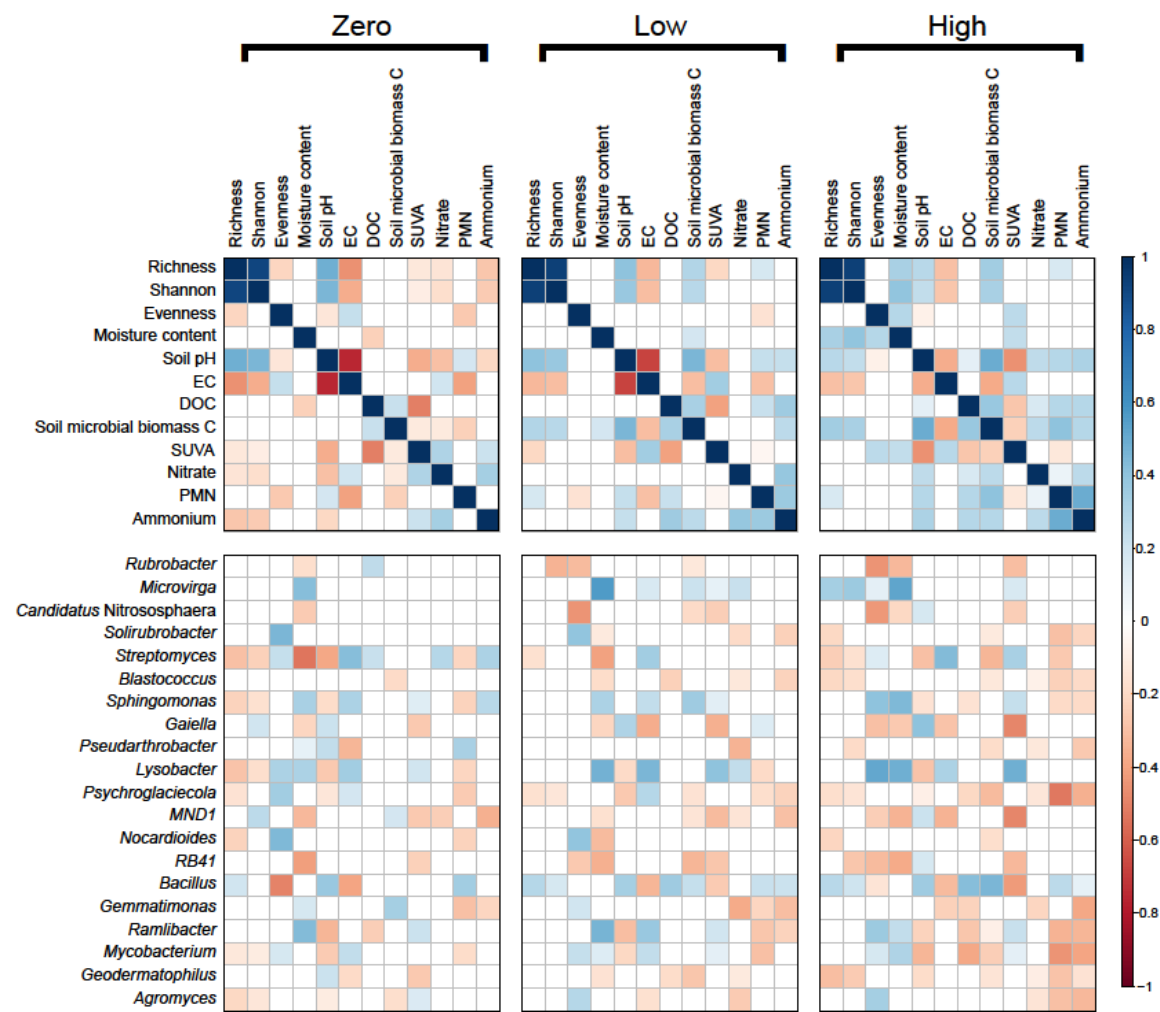 Zero Low High
Richness Shannon Evenness Moisture content Soil pH EC DOC Soil microbial biomass C SUVA Nitrate PMN Ammonium
Richness Shannon Evenness Moisture content Soil pH EC DOC Soil microbial biomass C SUVA Nitrate PMN Ammonium
Richness Shannon Evenness Moisture content Soil pH EC DOC Soil microbial biomass C SUVA Nitrate PMN Ammonium
Richness
Shannon
Evenness
Moisture content
Soil pH
EC
DOC
Soil microbial biomass C
SUVA
Nitrate
PMN
Ammonium
Rubrobacter
Microvirga
Candidatus Nitrososphaera
Solirubrobacter
Streptomyces
Blastococcus
Sphingomonas
Gaiella
Pseudarthrobacter
Lysobacter
Psychroglaciecola
MND1
Nocardioides
RB41
Bacillus
Gemmatimonas
Ramlibacter
Mycobacterium
Geodermatophilus
Agromyces
1
0.8
0.6
0.4
0.2
0
-0.2
-0.4
-0.6
-0.8
-1